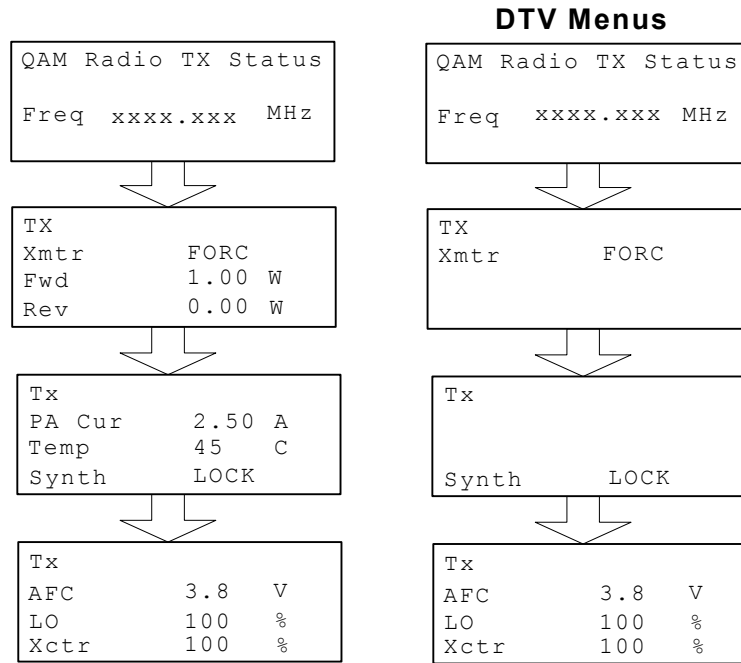 DTV Menus
QAM Radio TX Status
Freq xxxx.xxx MHz
TX
Xmtr FORC
Fwd 1.00 W
Rev 0.00 W
Tx
PA Cur 2.50 A
Temp 45 C
Synth LOCK
Tx
AFC 3.8 V
LO 100 %
Xctr 100 %
QAM Radio TX Status
Freq xxxx.xxx MHz
TX
Xmtr FORC
Tx
Synth LOCK
Tx
AFC 3.8 V
LO 100 %
Xctr 100 %